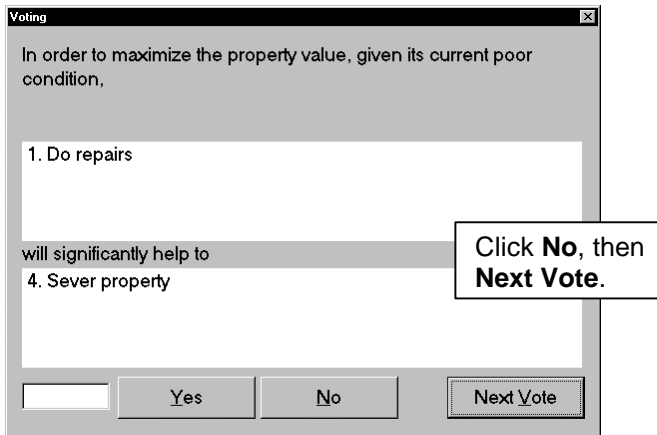 Voting
In order to maximize the property value, given its current poor
condition,
1. Do repairs
will significantly help to
Click No, then
Next Vote.
4. Sever property
Yes
No
Next Vote